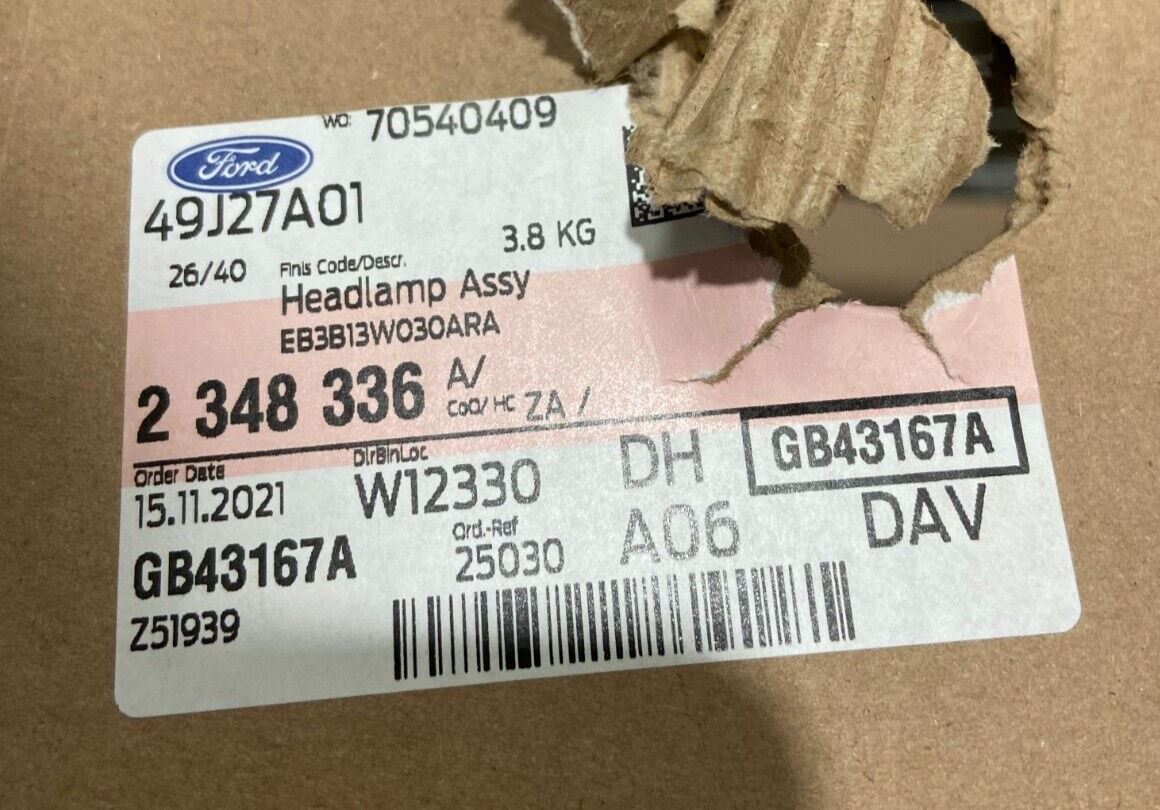 WO: 70540409
Ford
49J27A01
3.8 KG
26/40 Finis Code/Descr.
Headlamp Assy
EB3B13W030ARA
2 348 336 A/
CoO/ HC ZA /
Order Date DlrBinLoc
15.11.2021 W12330 DH GB43167A
GB43167A Ord.-Ref
25030 A06 DAV
Z51939